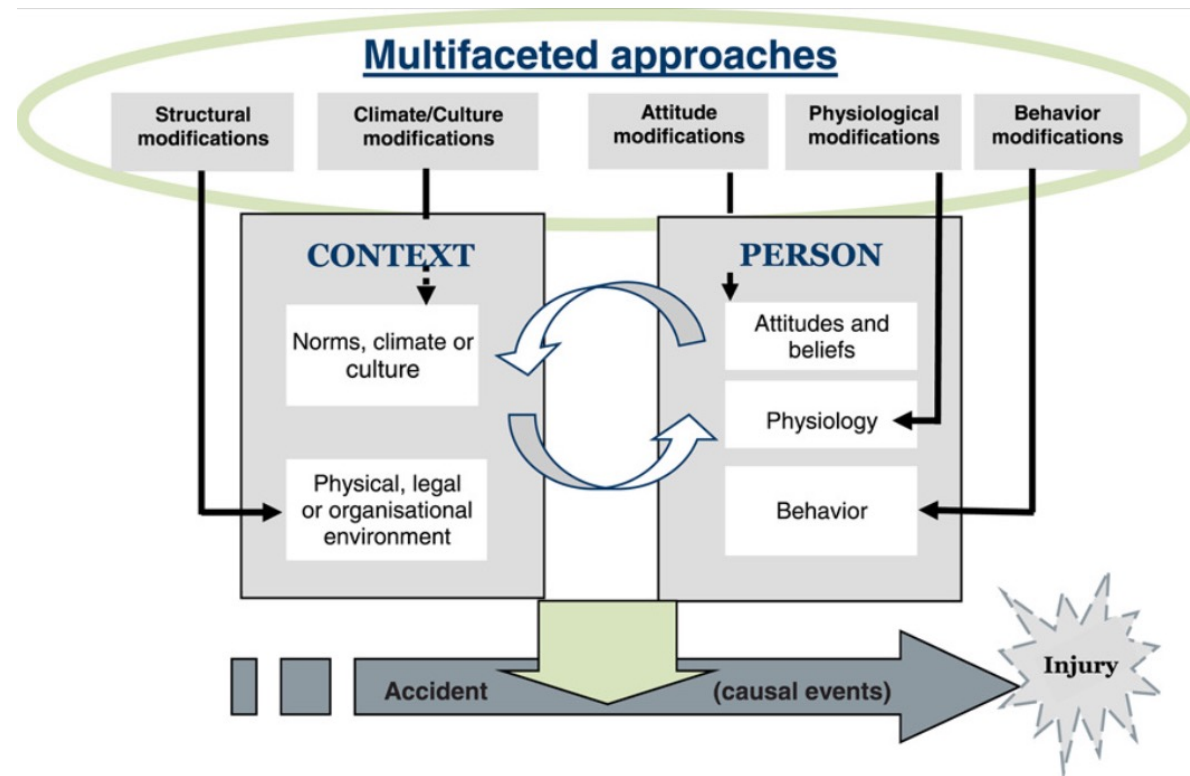 Multifaceted approaches
Structural
modifications
Climate/Culture
modifications
Attitude
modifications
Physiological
modifications
Behavior
modifications
CONTEXT
Norms, climate or
culture
Physical, legal
or organisational
environment
PERSON
Attitudes and
beliefs
Physiology
Behavior
Accident
(causal events)
Injury